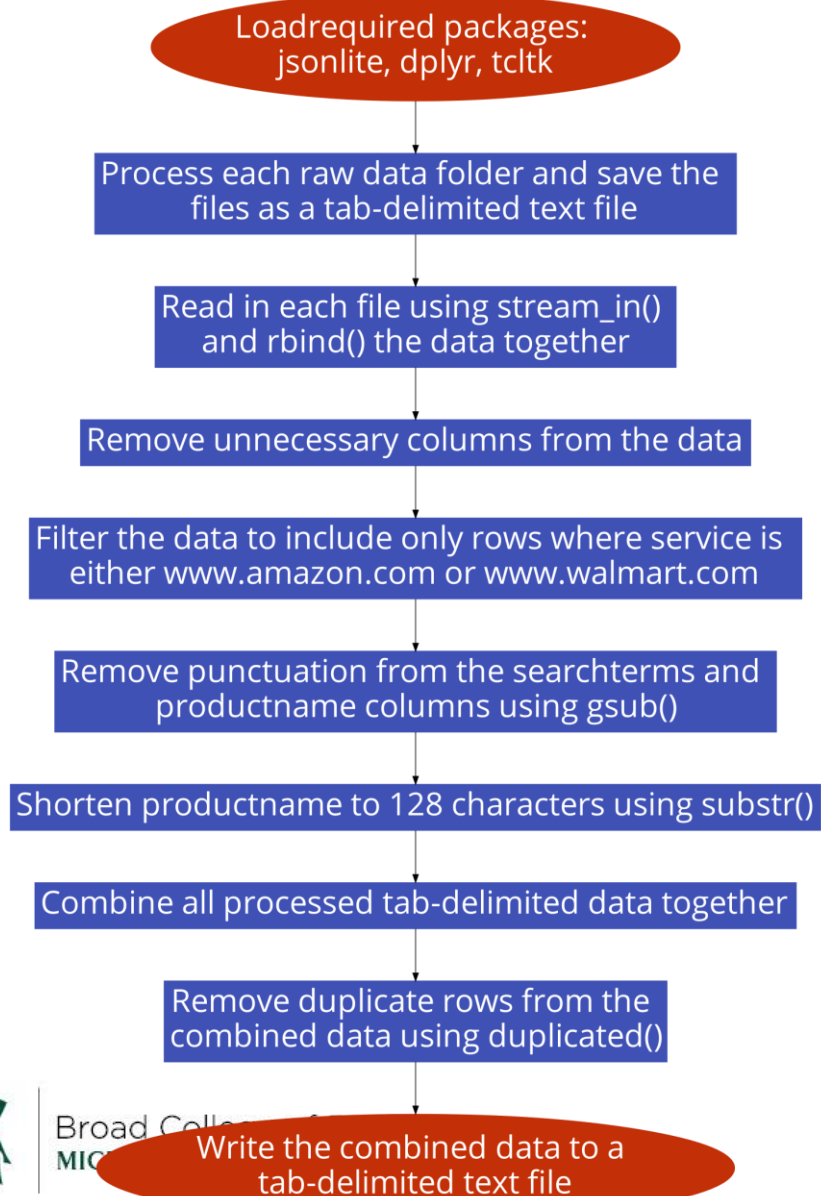 Loadrequired packages:
jsonlite, dplyr, tcltk
Process each raw data folder and save the
files as a tab-delimited text file
Read in each file using stream_in()
and rbind() the data together
Remove unnecessary columns from the data
Filter the data to include only rows where service is
either www.amazon.com or www.walmart.com
Remove punctuation from the searchterms and
productname columns using gsub()
Shorten productname to 128 characters using substr()
Combine all processed tab-delimited data together
Remove duplicate rows from the
combined data using duplicated()
Broad
Write the combined data to a
tab-delimited text file